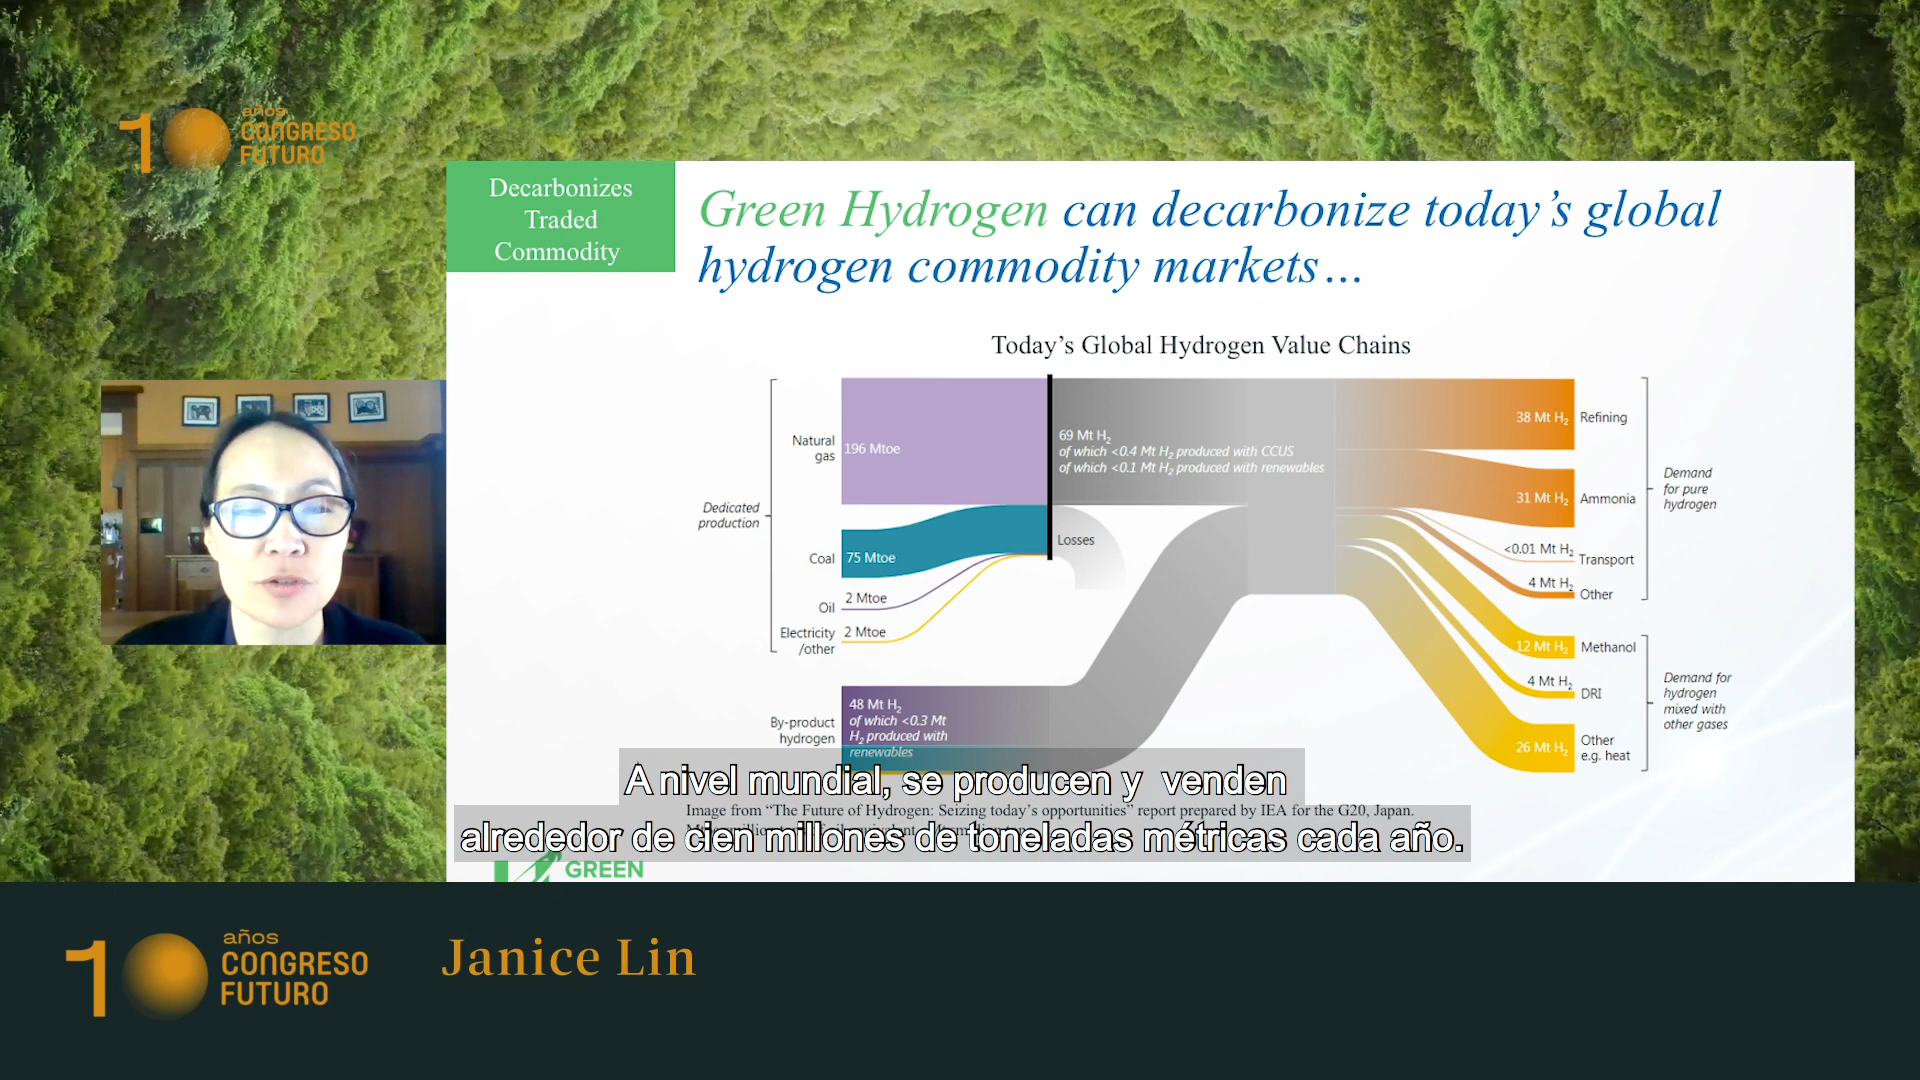 10 años
CONGRESO
FUTURO
Decarbonizes
Traded
Commodity
Green Hydrogen can decarbonize today's global
hydrogen commodity markets...
Today's Global Hydrogen Value Chains
Dedicated
production
Natural
gas
196 Mtoe
Coal
75 Mtoe
Oil
2 Mtoe
Electricity
/other
2 Mtoe
By-product
hydrogen
48 Mt H₂
of which <0.3 Mt
H₂ produced with
renewables
69 Mt H₂
of which <0.4 Mt H₂ produced with CCUS
of which <0.1 Mt H₂ produced with renewables
Losses
38 Mt H₂ Refining
31 Mt H₂ Ammonia
<0.01 Mt H₂ Transport
4 Mt H₂ Other
Demand
for pure
hydrogen
12 Mt H₂ Methanol
4 Mt H₂ DRI
26 Mt H₂ Other
e.g. heat
Demand for
hydrogen
mixed with
other gases
A nivel mundial, se producen y venden
Image from “The Future of Hydrogen: Seizing today's opportunities” report prepared by IEA for the G20, Japan.
alrededor de cien millones de toneladas métricas cada año.
GREEN
10 años
CONGRESO
FUTURO
Janice Lin